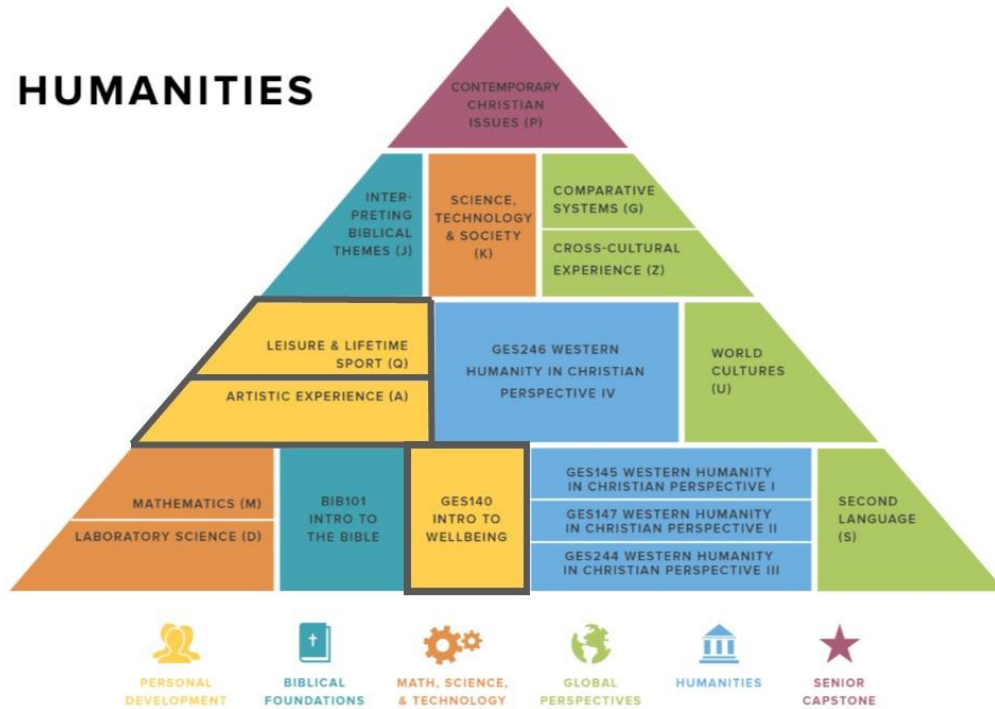 HUMANITIES
CONTEMPORARY
CHRISTIAN
ISSUES (P)
INTER-
PRETING
BIBLICAL
THEMES (J)
SCIENCE,
TECHNOLOGY
& SOCIETY
(K)
COMPARATIVE
SYSTEMS (G)
CROSS-CULTURAL
EXPERIENCE (Z)
LEISURE & LIFETIME
SPORT (Q)
ARTISTIC EXPERIENCE (A)
GES246 WESTERN
HUMANITY IN CHRISTIAN
PERSPECTIVE IV
WORLD
CULTURES
(U)
MATHEMATICS (M)
LABORATORY SCIENCE (D)
BIB101
INTRO TO
THE BIBLE
GES140
INTRO TO
WELLBEING
GES145 WESTERN HUMANITY
IN CHRISTIAN PERSPECTIVE I
GES147 WESTERN HUMANITY
IN CHRISTIAN PERSPECTIVE II
GES244 WESTERN HUMANITY
IN CHRISTIAN PERSPECTIVE III
SECOND
LANGUAGE
(S)
PERSONAL
DEVELOPMENT
BIBLICAL
FOUNDATIONS
MATH, SCIENCE,
& TECHNOLOGY
GLOBAL
PERSPECTIVES
HUMANITIES
SENIOR
CAPSTONE